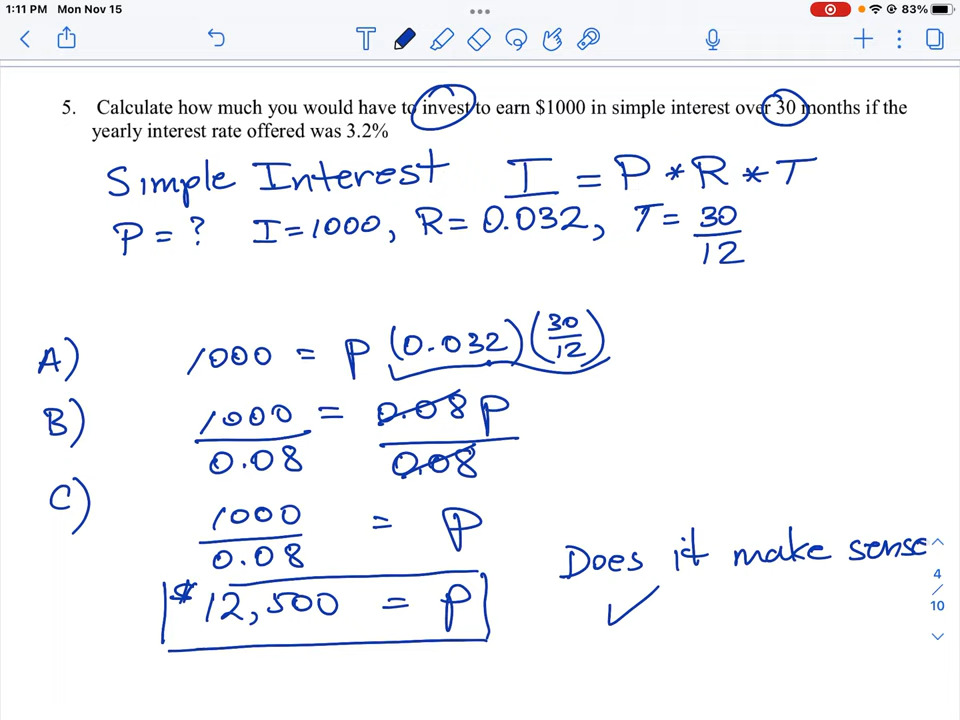 1:11 PM Mon Nov 15 83%
T
5. Calculate how much you would have to invest to earn $1000 in simple interest over 30 months if the
yearly interest rate offered was 3.2%
Simple Interest I = P * R * T
P = ? I = 1000, R = 0.032, T = 30/12
A) 1000 = P (0.032)(30/12)
B) 1000/0.08 = 0.08 P/0.08
C) 1000/0.08 = P
Does it make sense
4
/
10
$12,500 = P ✓